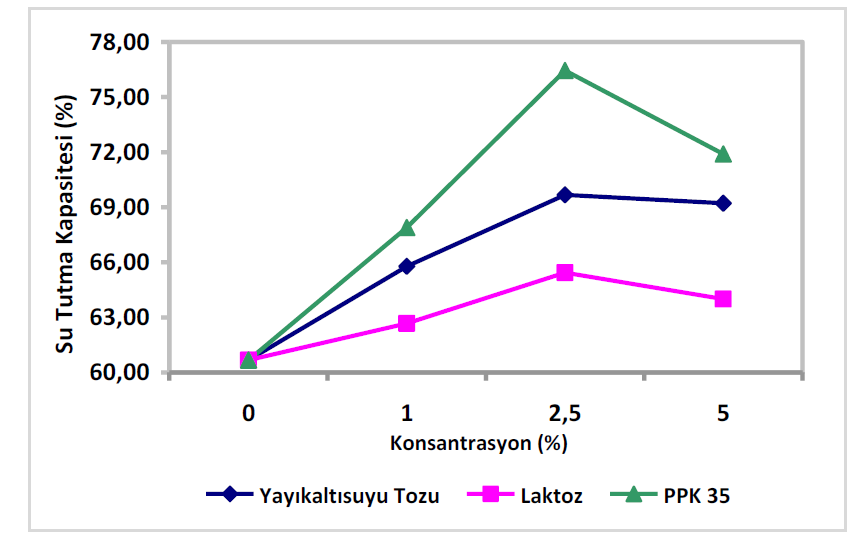 78,00
75,00
72,00
69,00
66,00
63,00
60,00
Su Tutma Kapasitesi (%)
0 1 2,5 5
Konsantrasyon (%)
Yayıkaltısuyu Tozu Laktoz PPK 35